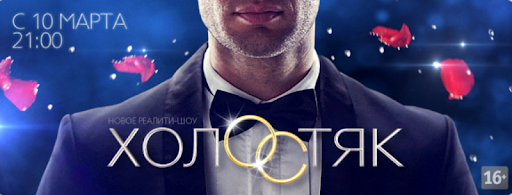 С 10 МАРТА
21:00
НОВОЕ РЕАЛИТИ-ШОУ
ХОЛОСТЯК
16+